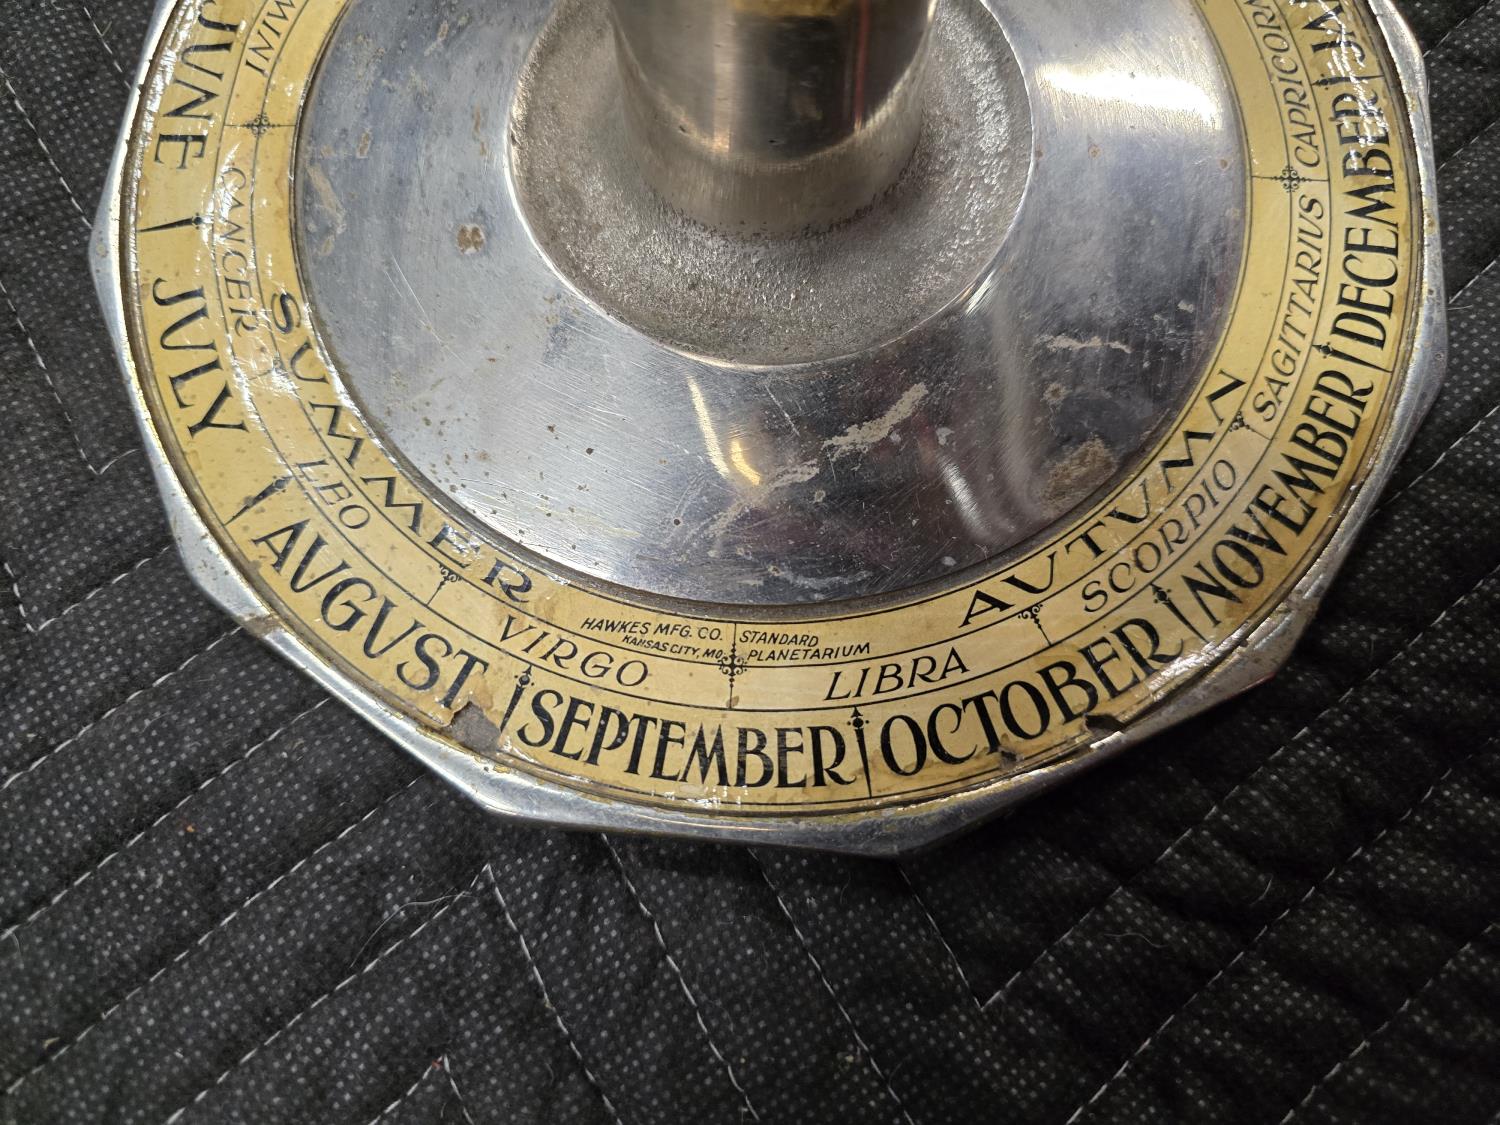 JUNE
JULY
AUGUST
SEPTEMBER
OCTOBER
NOVEMBER
DECEMBER
CANCER
LEO
VIRGO
LIBRA
SCORPIO
SAGITTARIUS
CAPRICORN
SUMMER
AUTUMN
HAWKES MFG. CO.
KANSAS CITY, MO.
STANDARD
PLANETARIUM